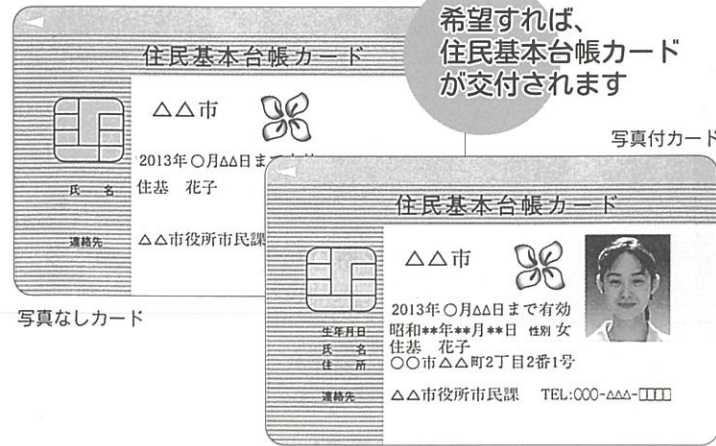 希望すれば、
住民基本台帳カード
が交付されます
住民基本台帳カード
△△市
2013年○月△△日まで
氏 名 住基 花子
連絡先 △△市役所市民課
写真なしカード
写真付カード
住民基本台帳カード
△△市
2013年○月△△日まで有効
生年月日 昭和**年**月**日 性別 女
氏 名 住基 花子
住 所 ○○市△△町2丁目2番1号
連絡先 △△市役所市民課 TEL:○○○-△△△-□□□□